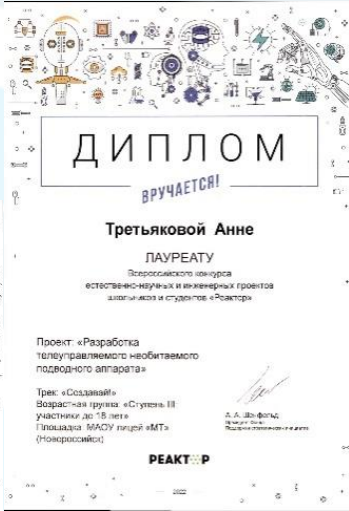 ДИПЛОМ
ВРУЧАЕТСЯ!
Третьяковой Анне
ЛАУРЕАТУ
Всероссийского конкурса
естественно-научных и инженерных проектов
школьников и студентов «Реактор»
Проект: «Разработка
телеуправляемого необитаемого
подводного аппарата»
Трек: «Создавай!»
Возрастная группа: «Ступень III:
участники до 18 лет»
Площадка: МАОУ лицей «МТ»
(Новороссийск)
А. А.
РЕАКТОР
2022